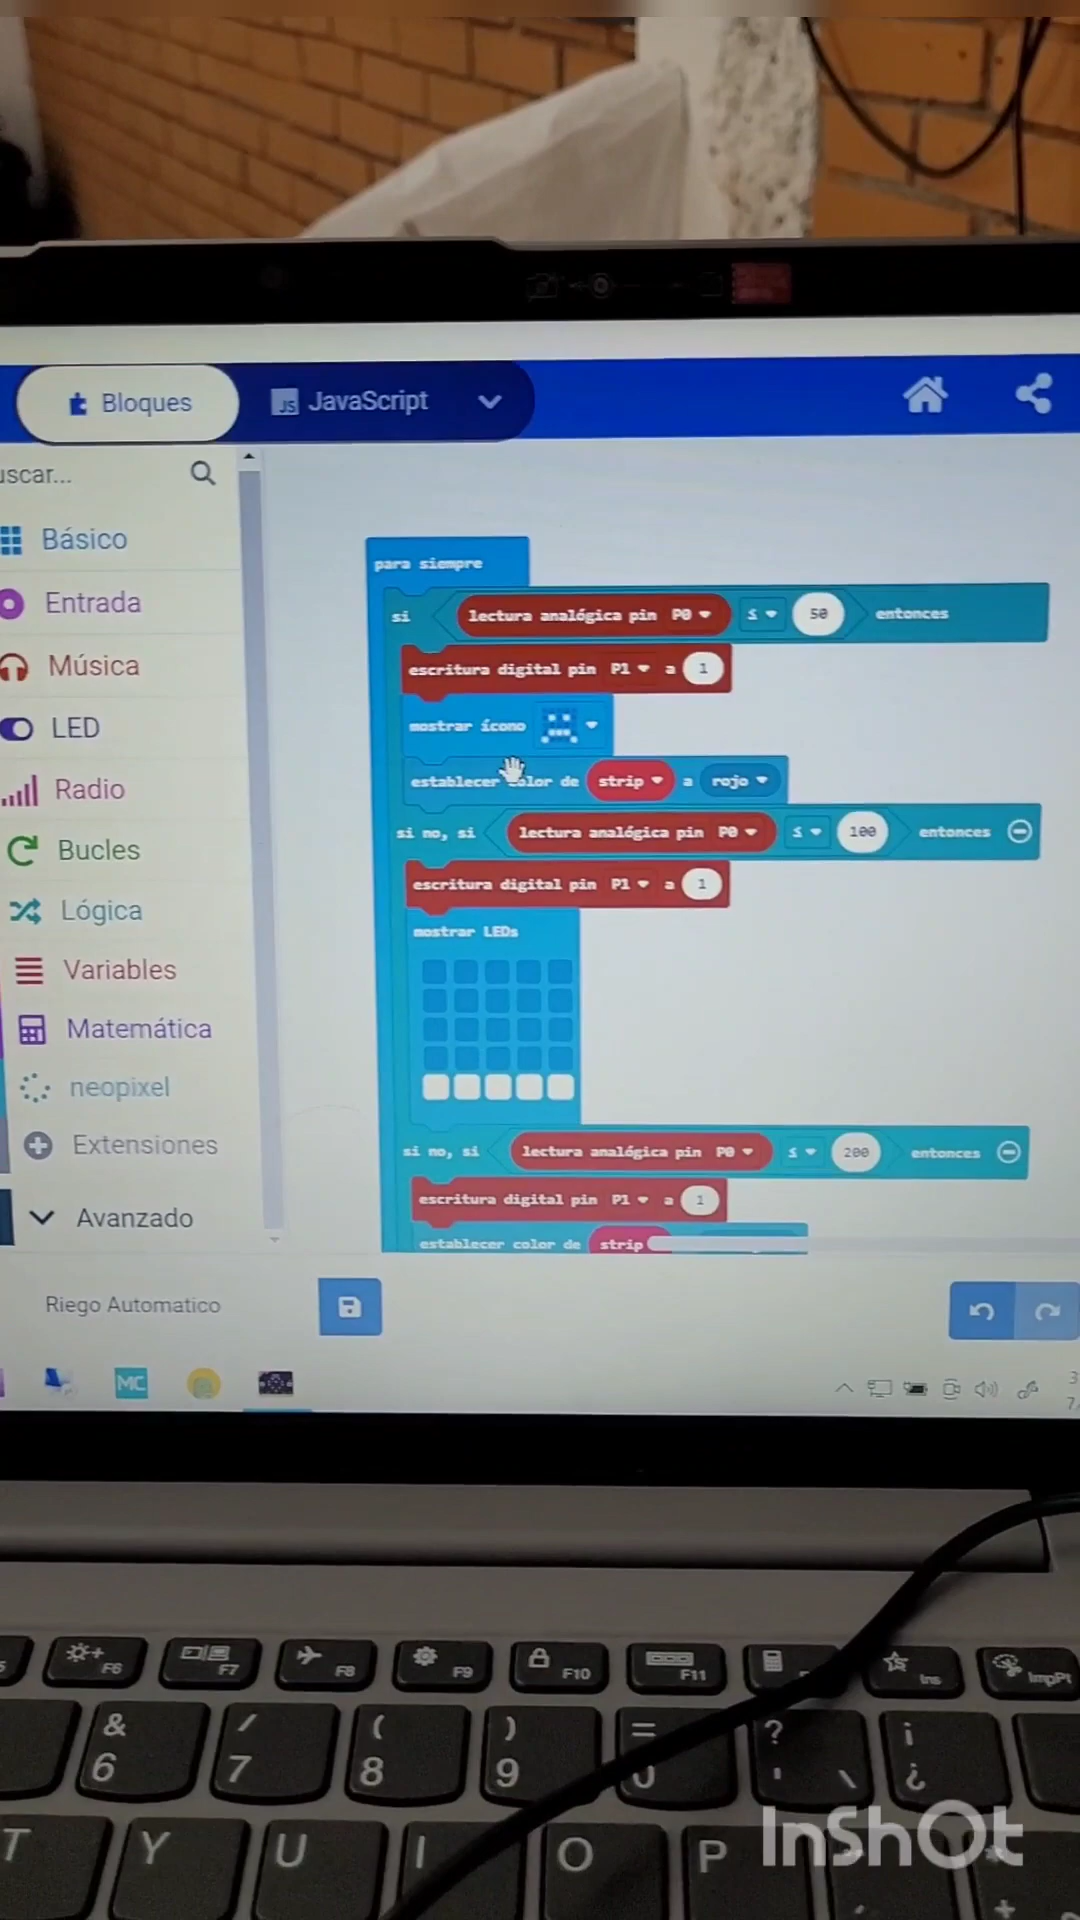 Bloques
JavaScript
uscar...
Básico
Entrada
Música
LED
Radio
Bucles
Lógica
Variables
Matemática
neopixel
Extensiones
Avanzado
para siempre
si lectura analógica pin P0 ≤ 50 entonces
escritura digital pin P1 a 1
mostrar ícono
establecer color de strip a rojo
si no, si lectura analógica pin P0 ≤ 100 entonces
escritura digital pin P1 a 1
mostrar LEDs
si no, si lectura analógica pin P0 ≤ 200 entonces
escritura digital pin P1 a 1
establecer color de strip
Riego Automatico
MC
F6 F7 F8 F9 F10 F11 Ins ImpPt
& / ( ) = ? ¡
6 7 8 9 0 ' \ ¿
T Y U I O P
InShOt